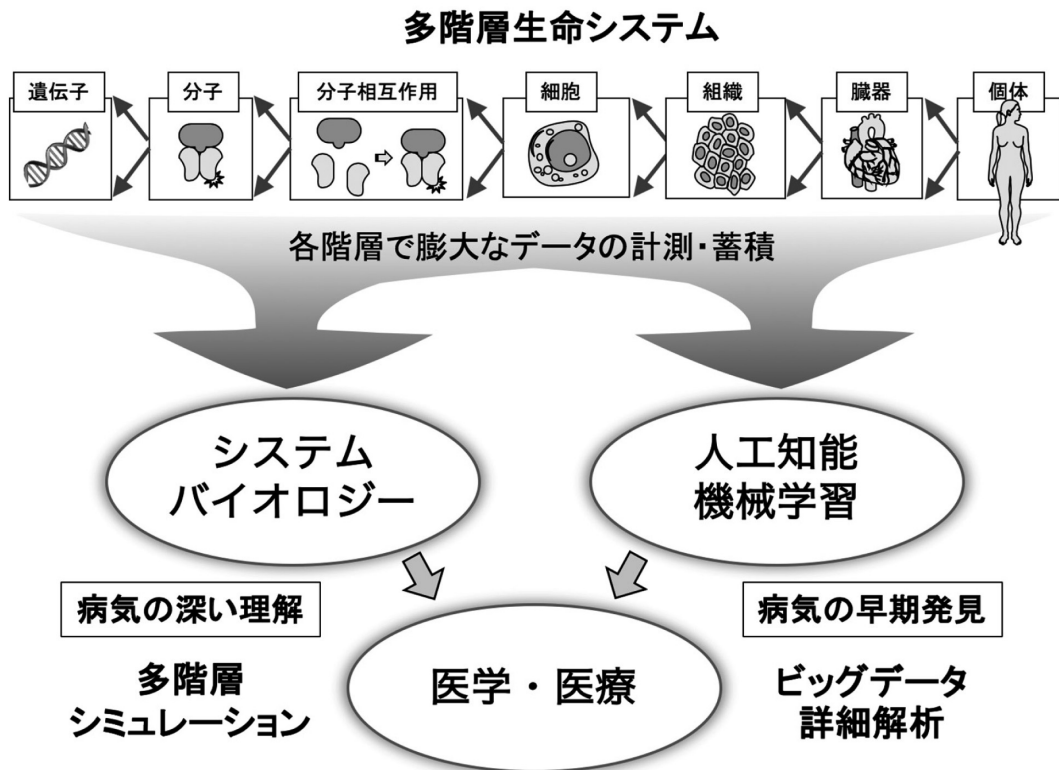 多階層生命システム
遺伝子
分子
分子相互作用
細胞
組織
臓器
個体
各階層で膨大なデータの計測・蓄積
システム
バイオロジー
人工知能
機械学習
病気の深い理解
病気の早期発見
多階層
シミュレーション
医学・医療
ビッグデータ
詳細解析